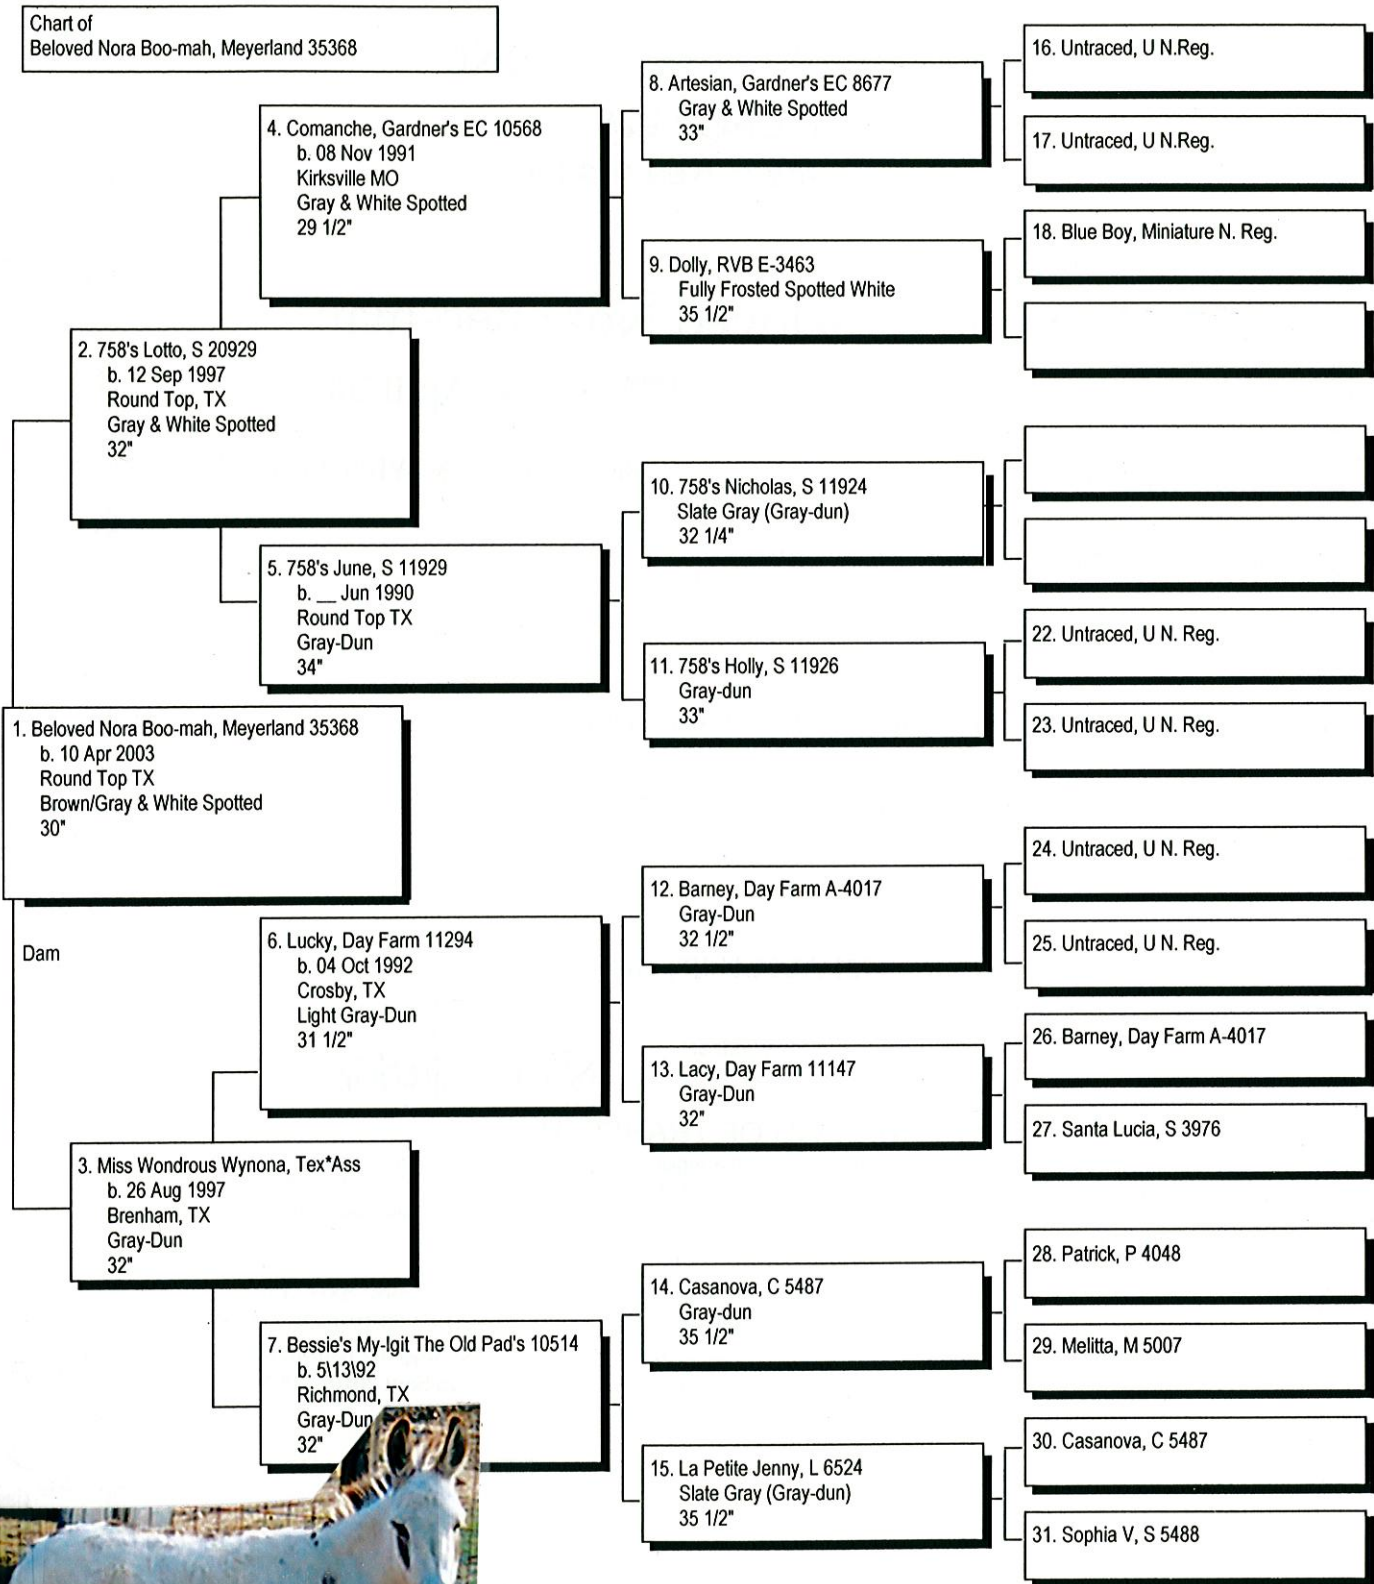 Chart of
Beloved Nora Boo-mah, Meyerland 35368
1. Beloved Nora Boo-mah, Meyerland 35368
b. 10 Apr 2003
Round Top TX
Brown/Gray & White Spotted
30"
Dam
2. 758's Lotto, S 20929
b. 12 Sep 1997
Round Top, TX
Gray & White Spotted
32"
3. Miss Wondrous Wynona, Tex*Ass
b. 26 Aug 1997
Brenham, TX
Gray-Dun
32"
4. Comanche, Gardner's EC 10568
b. 08 Nov 1991
Kirksville MO
Gray & White Spotted
29 1/2"
5. 758's June, S 11929
b. __ Jun 1990
Round Top TX
Gray-Dun
34"
6. Lucky, Day Farm 11294
b. 04 Oct 1992
Crosby, TX
Light Gray-Dun
31 1/2"
7. Bessie's My-Igit The Old Pad's 10514
b. 5\13\92
Richmond, TX
Gray-Dun
32"
8. Artesian, Gardner's EC 8677
Gray & White Spotted
33"
9. Dolly, RVB E-3463
Fully Frosted Spotted White
35 1/2"
10. 758's Nicholas, S 11924
Slate Gray (Gray-dun)
32 1/4"
11. 758's Holly, S 11926
Gray-dun
33"
12. Barney, Day Farm A-4017
Gray-Dun
32 1/2"
13. Lacy, Day Farm 11147
Gray-Dun
32"
14. Casanova, C 5487
Gray-dun
35 1/2"
15. La Petite Jenny, L 6524
Slate Gray (Gray-dun)
35 1/2"
16. Untraced, U N.Reg.
17. Untraced, U N.Reg.
18. Blue Boy, Miniature N. Reg.
22. Untraced, U N. Reg.
23. Untraced, U N. Reg.
24. Untraced, U N. Reg.
25. Untraced, U N. Reg.
26. Barney, Day Farm A-4017
27. Santa Lucia, S 3976
28. Patrick, P 4048
29. Melitta, M 5007
30. Casanova, C 5487
31. Sophia V, S 5488